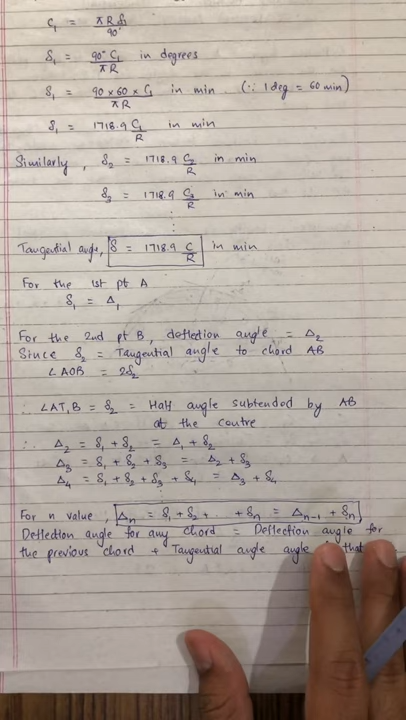 C₁ = πRδ₁/90°
δ₁ = 90° C₁/πR in degrees
δ₁ = 90 x 60 x C₁/πR in min (∵ 1 deg = 60 min)
δ₁ = 1718.9 C₁/R in min
Similarly, δ₂ = 1718.9 C₂/R in min
δ₃ = 1718.9 C₃/R in min
⋮
Tangential angle, δ = 1718.9 C/R in min
For the 1st pt A
δ₁ = Δ₁
For the 2nd pt B, deflection angle = Δ₂
Since δ₂ = Tangential angle to chord AB
∠AOB = 2δ₂
∴ ∠AT₁B = δ₂ = Half angle subtended by AB
at the centre
∴ Δ₂ = δ₁ + δ₂ = Δ₁ + δ₂
Δ₃ = δ₁ + δ₂ + δ₃ = Δ₂ + δ₃
Δ₄ = δ₁ + δ₂ + δ₃ + δ₄ = Δ₃ + δ₄
For n value, Δn = δ₁ + δ₂ + . . . + δn = Δn-1 + δn
Deflection angle for any chord = Deflection angle for
the previous chord + Tangential angle angle that